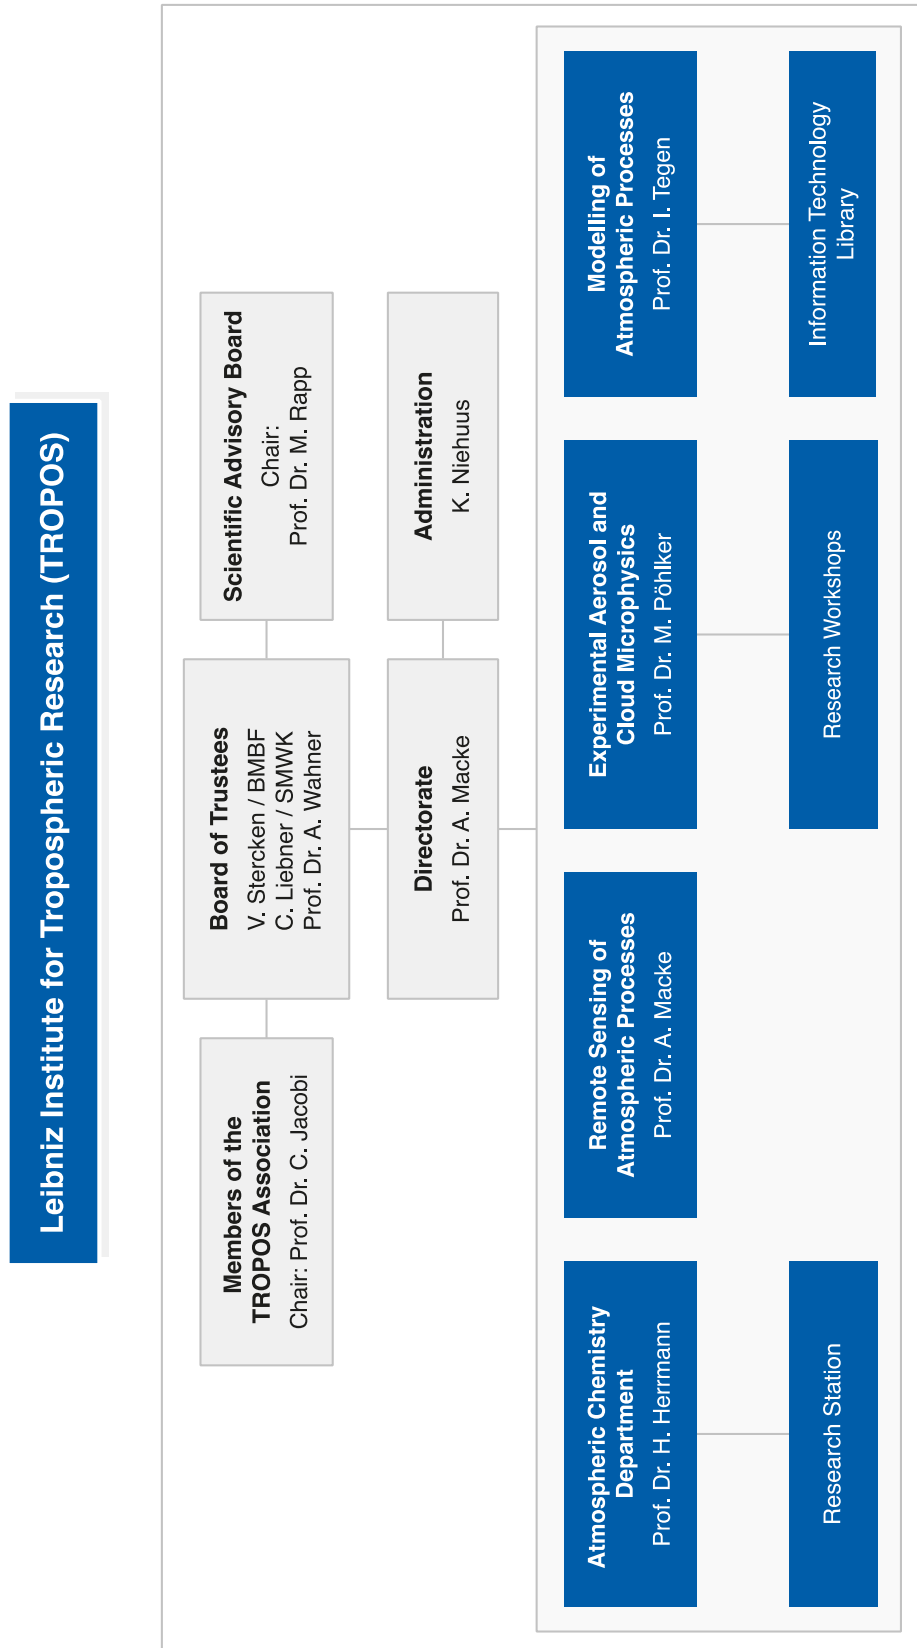 Leibniz Institute for Tropospheric Research (TROPOS)
Members of the
TROPOS Association
Chair: Prof. Dr. C. Jacobi
Board of Trustees
V. Stercken / BMBF
C. Liebner / SMWK
Prof. Dr. A. Wahner
Scientific Advisory Board
Chair:
Prof. Dr. M. Rapp
Directorate
Prof. Dr. A. Macke
Administration
K. Niehuus
Atmospheric Chemistry
Department
Prof. Dr. H. Herrmann
Remote Sensing of
Atmospheric Processes
Prof. Dr. A. Macke
Experimental Aerosol and
Cloud Microphysics
Prof. Dr. M. Pöhlker
Modelling of
Atmospheric Processes
Prof. Dr. I. Tegen
Research Station
Research Workshops
Information Technology
Library